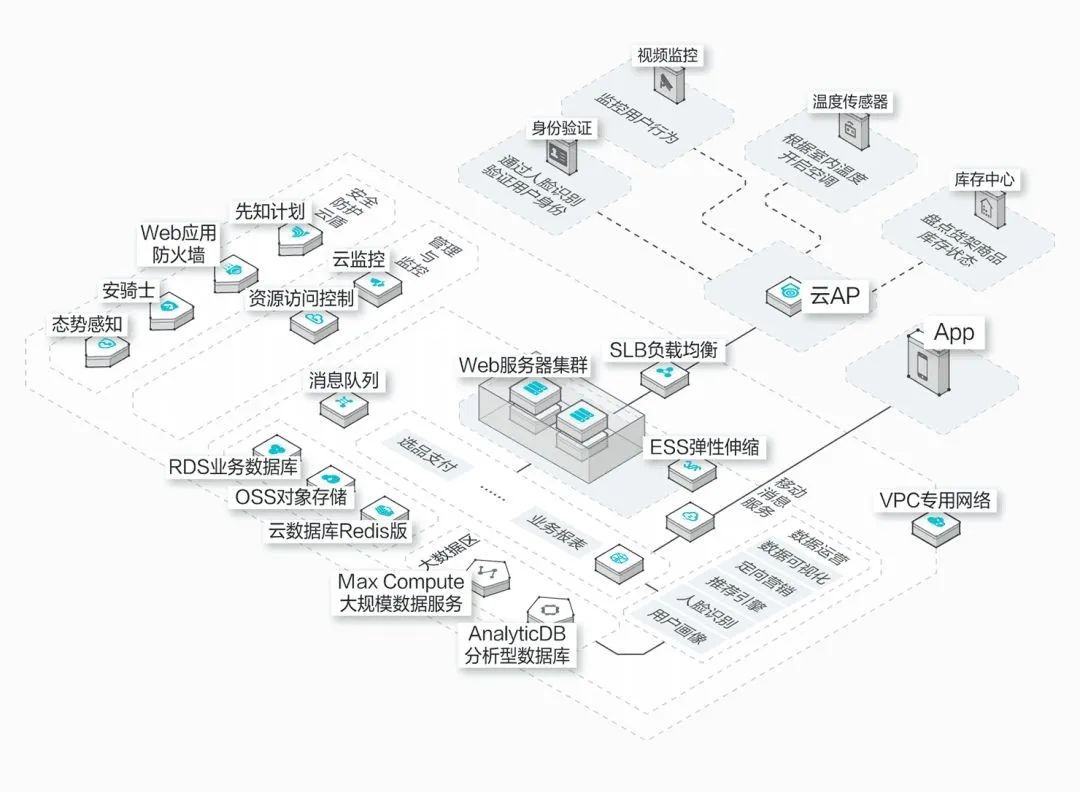 视频监控
监控用户行为
温度传感器
根据室内温度
开启空调
身份验证
通过人脸识别
验证用户身份
库存中心
盘点货架商品
库存状态
安全
防护
云盾
先知计划
Web应用
防火墙
安骑士
态势感知
管理
与
监控
云监控
资源访问控制
云AP
App
SLB负载均衡
Web服务器集群
消息队列
选品支付
......
ESS弹性伸缩
RDS业务数据库
OSS对象存储
云数据库Redis版
移动
消息
服务
VPC专用网络
业务报表
大数据区
Max Compute
大规模数据服务
AnalyticDB
分析型数据库
数据运营
数据可视化
定向营销
推荐引擎
人脸识别
用户画像